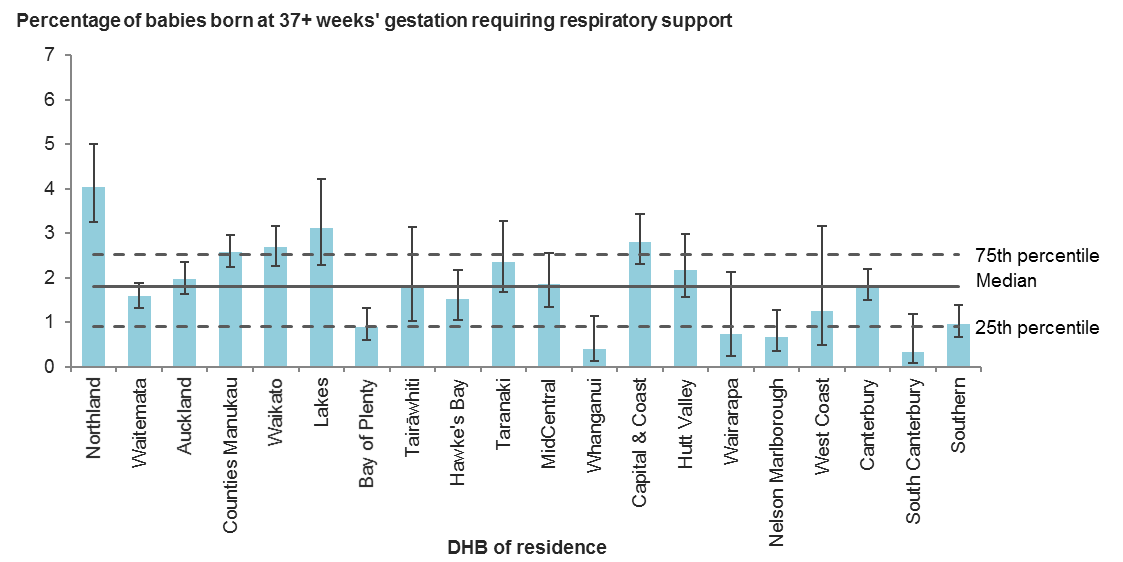 Percentage of babies born at 37+ weeks' gestation requiring respiratory support
7
6
5
4
3
2
1
0
75th percentile
Median
25th percentile
Northland
Waitemata
Auckland
Counties Manukau
Waikato
Lakes
Bay of Plenty
Tairāwhiti
Hawke's Bay
Taranaki
MidCentral
Whanganui
Capital & Coast
Hutt Valley
Wairarapa
Nelson Marlborough
West Coast
Canterbury
South Canterbury
Southern
DHB of residence